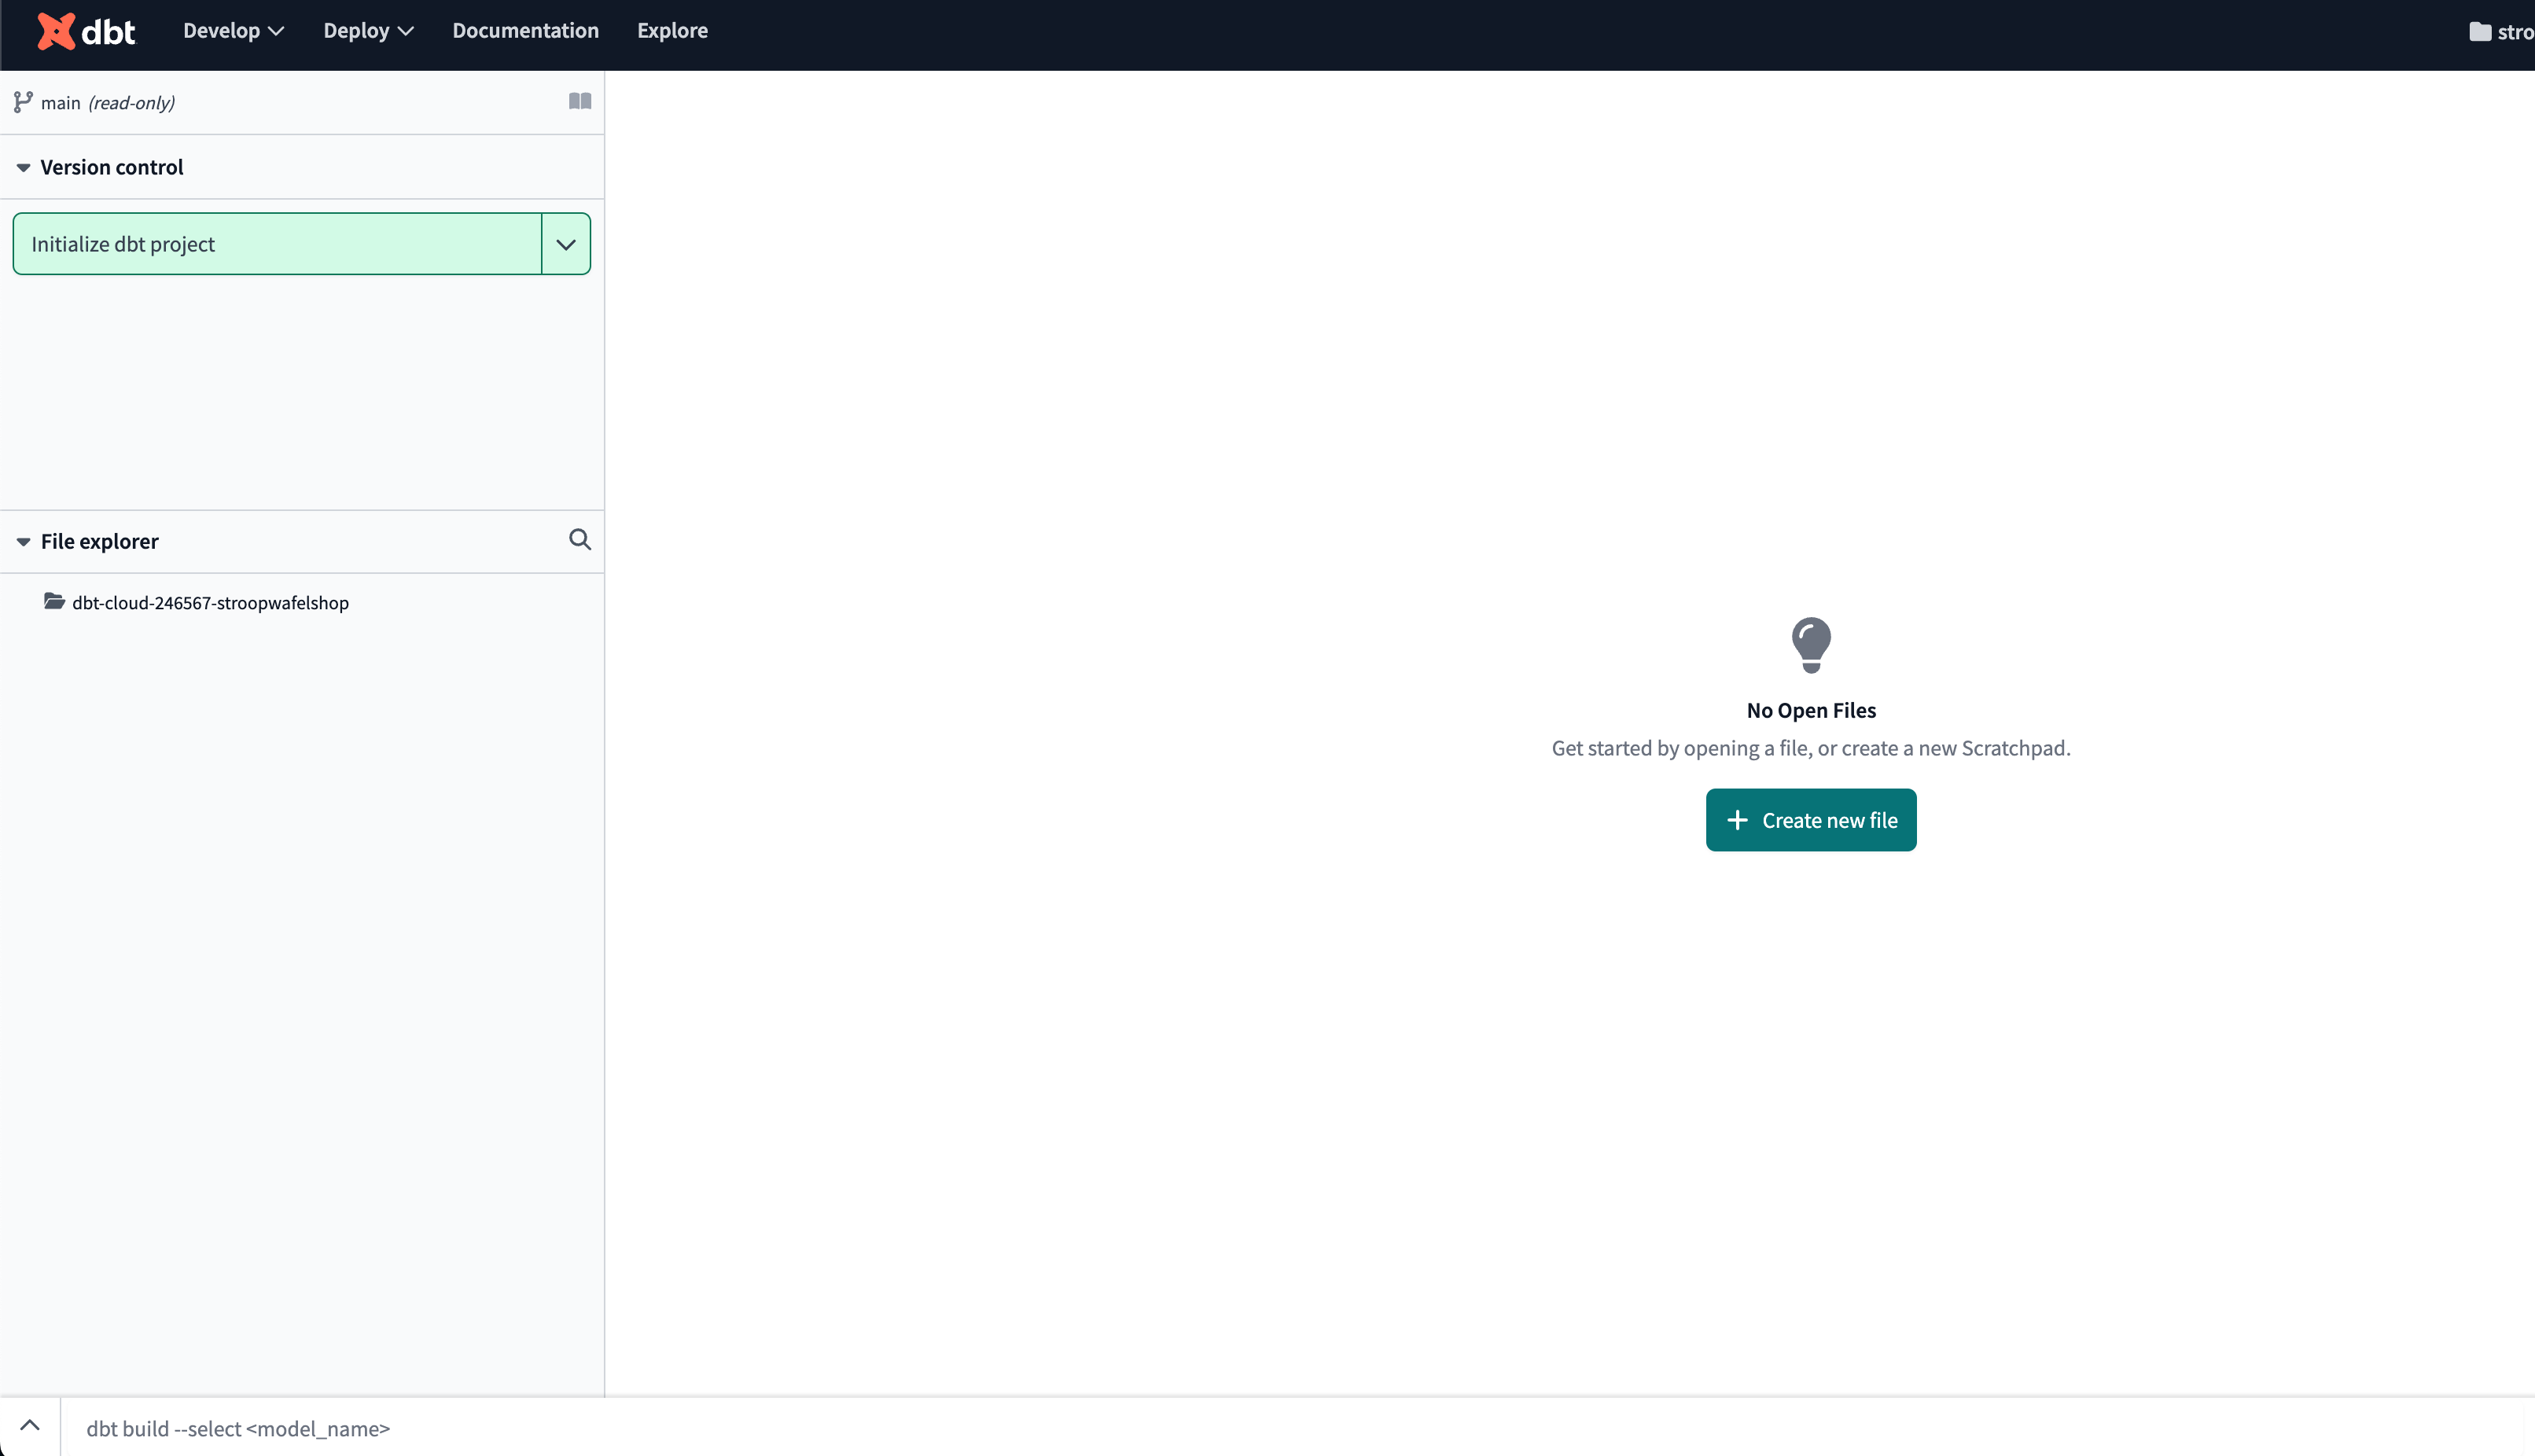 dbt Develop Deploy Documentation Explore stro
main (read-only)
Version control
Initialize dbt project
File explorer
dbt-cloud-246567-stroopwafelshop
No Open Files
Get started by opening a file, or create a new Scratchpad.
Create new file
dbt build --select <model_name>